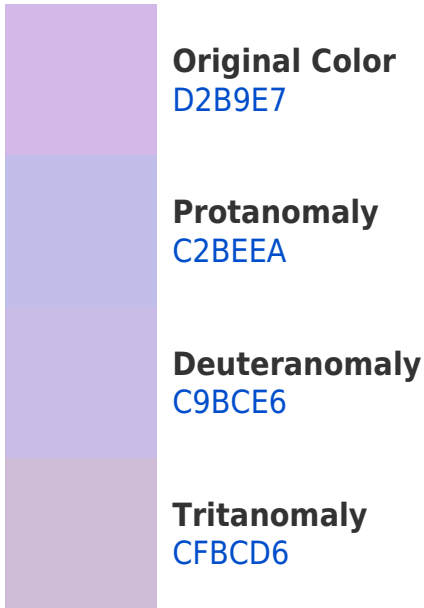 Original Color
D2B9E7
Protanomaly
C2BEEA
Deuteranomaly
C9BCE6
Tritanomaly
CFBCD6